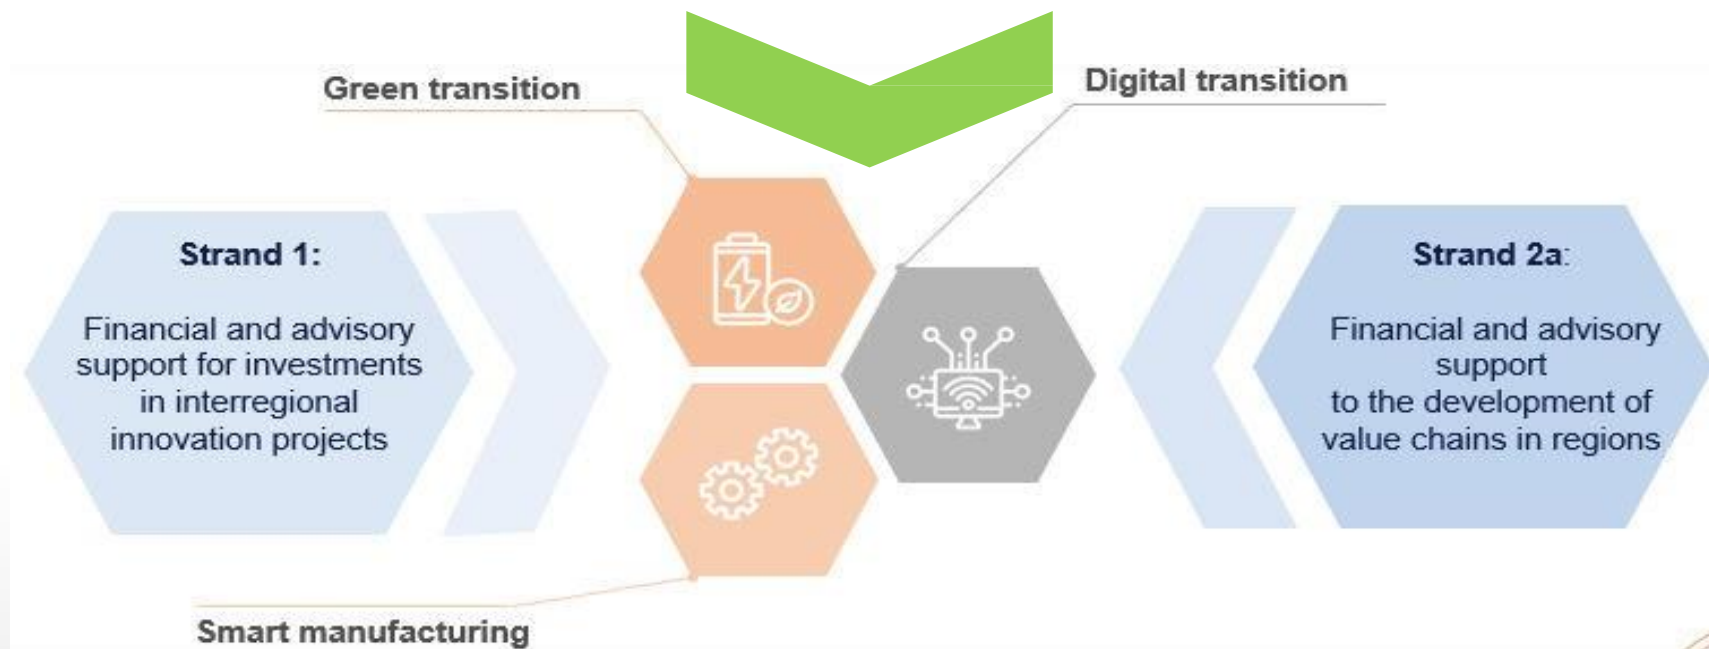 Green transition
Digital transition
Strand 1:
Financial and advisory
support for investments
in interregional
innovation projects
Strand 2a:
Financial and advisory
support
to the development of
value chains in regions
Smart manufacturing